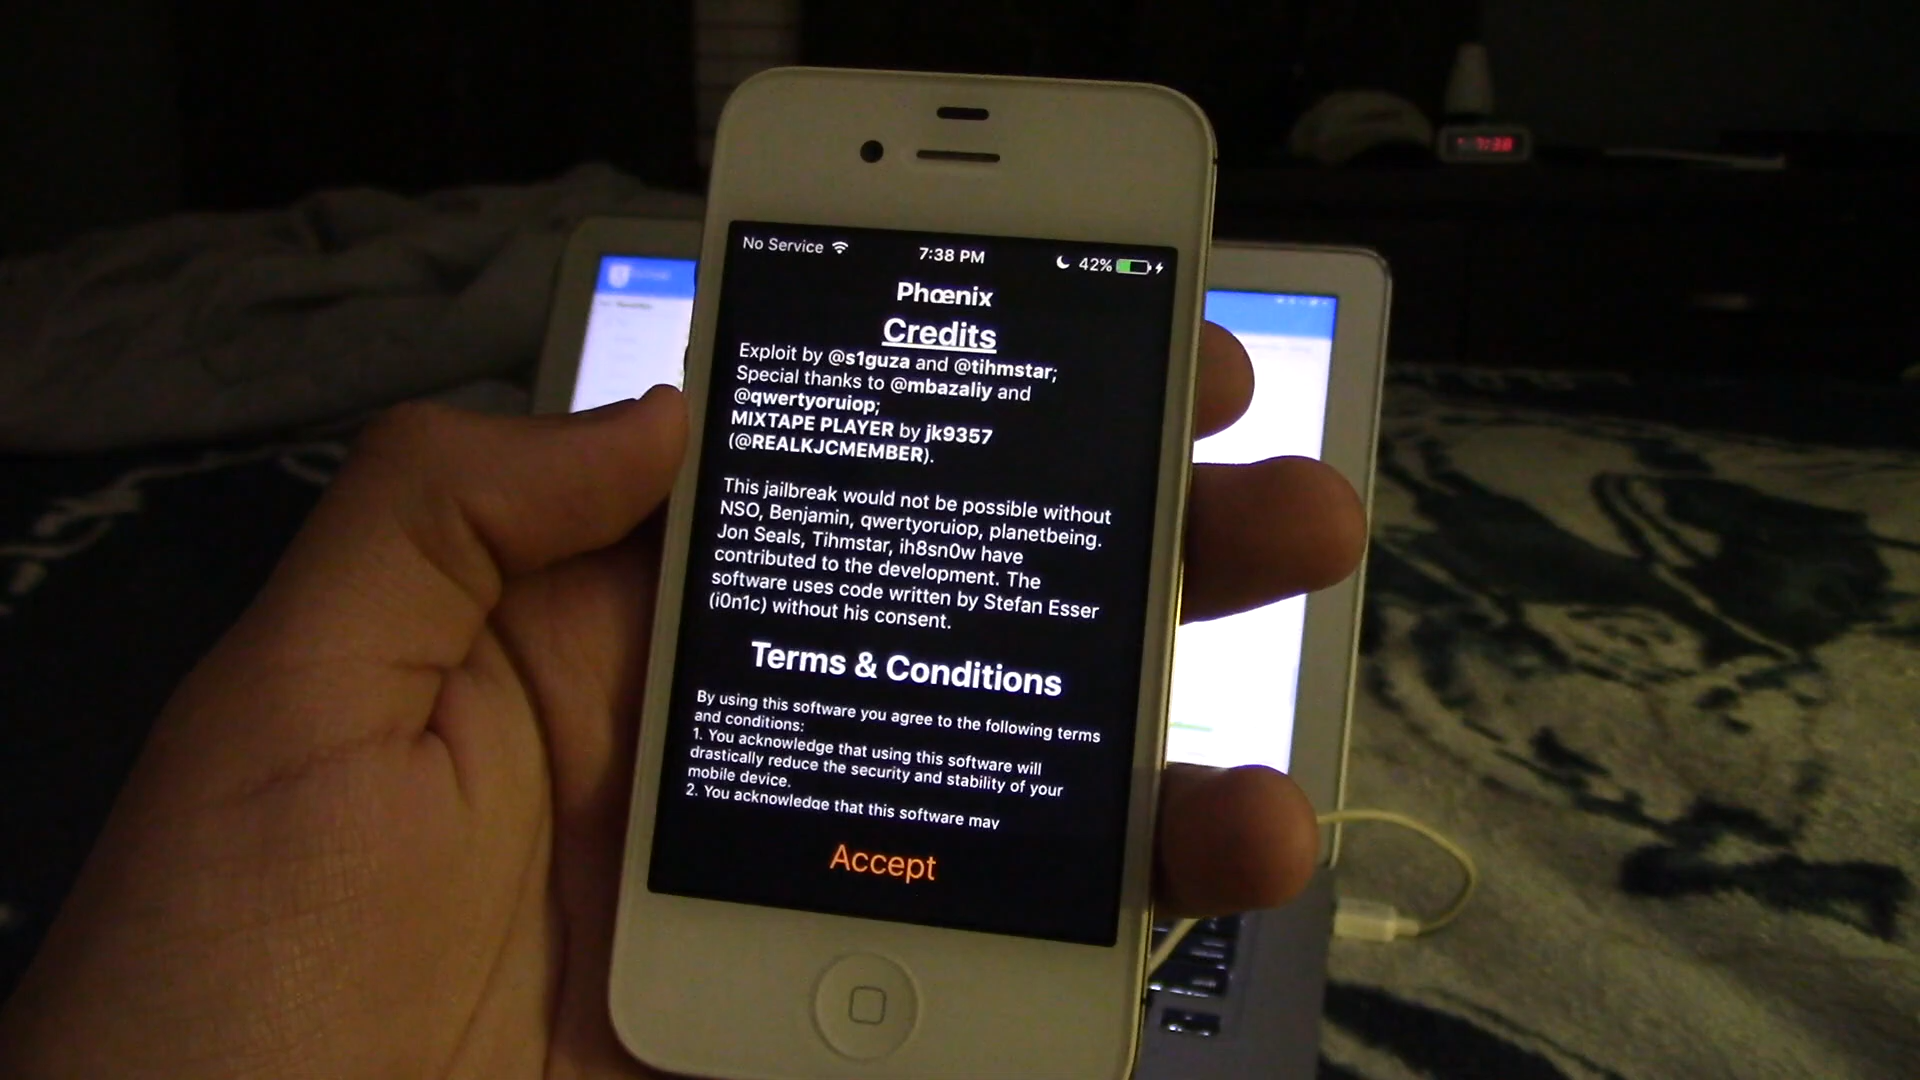 No Service
7:38 PM
42%
Phœnix
Credits
Exploit by @s1guza and @tihmstar;
Special thanks to @mbazaliy and
@qwertyoruiop;
MIXTAPE PLAYER by jk9357
(@REALKJCMEMBER).
This jailbreak would not be possible without
NSO, Benjamin, qwertyoruiop, planetbeing.
Jon Seals, Tihmstar, ih8sn0w have
contributed to the development. The
software uses code written by Stefan Esser
(i0n1c) without his consent.
Terms & Conditions
By using this software you agree to the following terms
and conditions:
1. You acknowledge that using this software will
drastically reduce the security and stability of your
mobile device.
2. You acknowledge that this software may
Accept
7:38